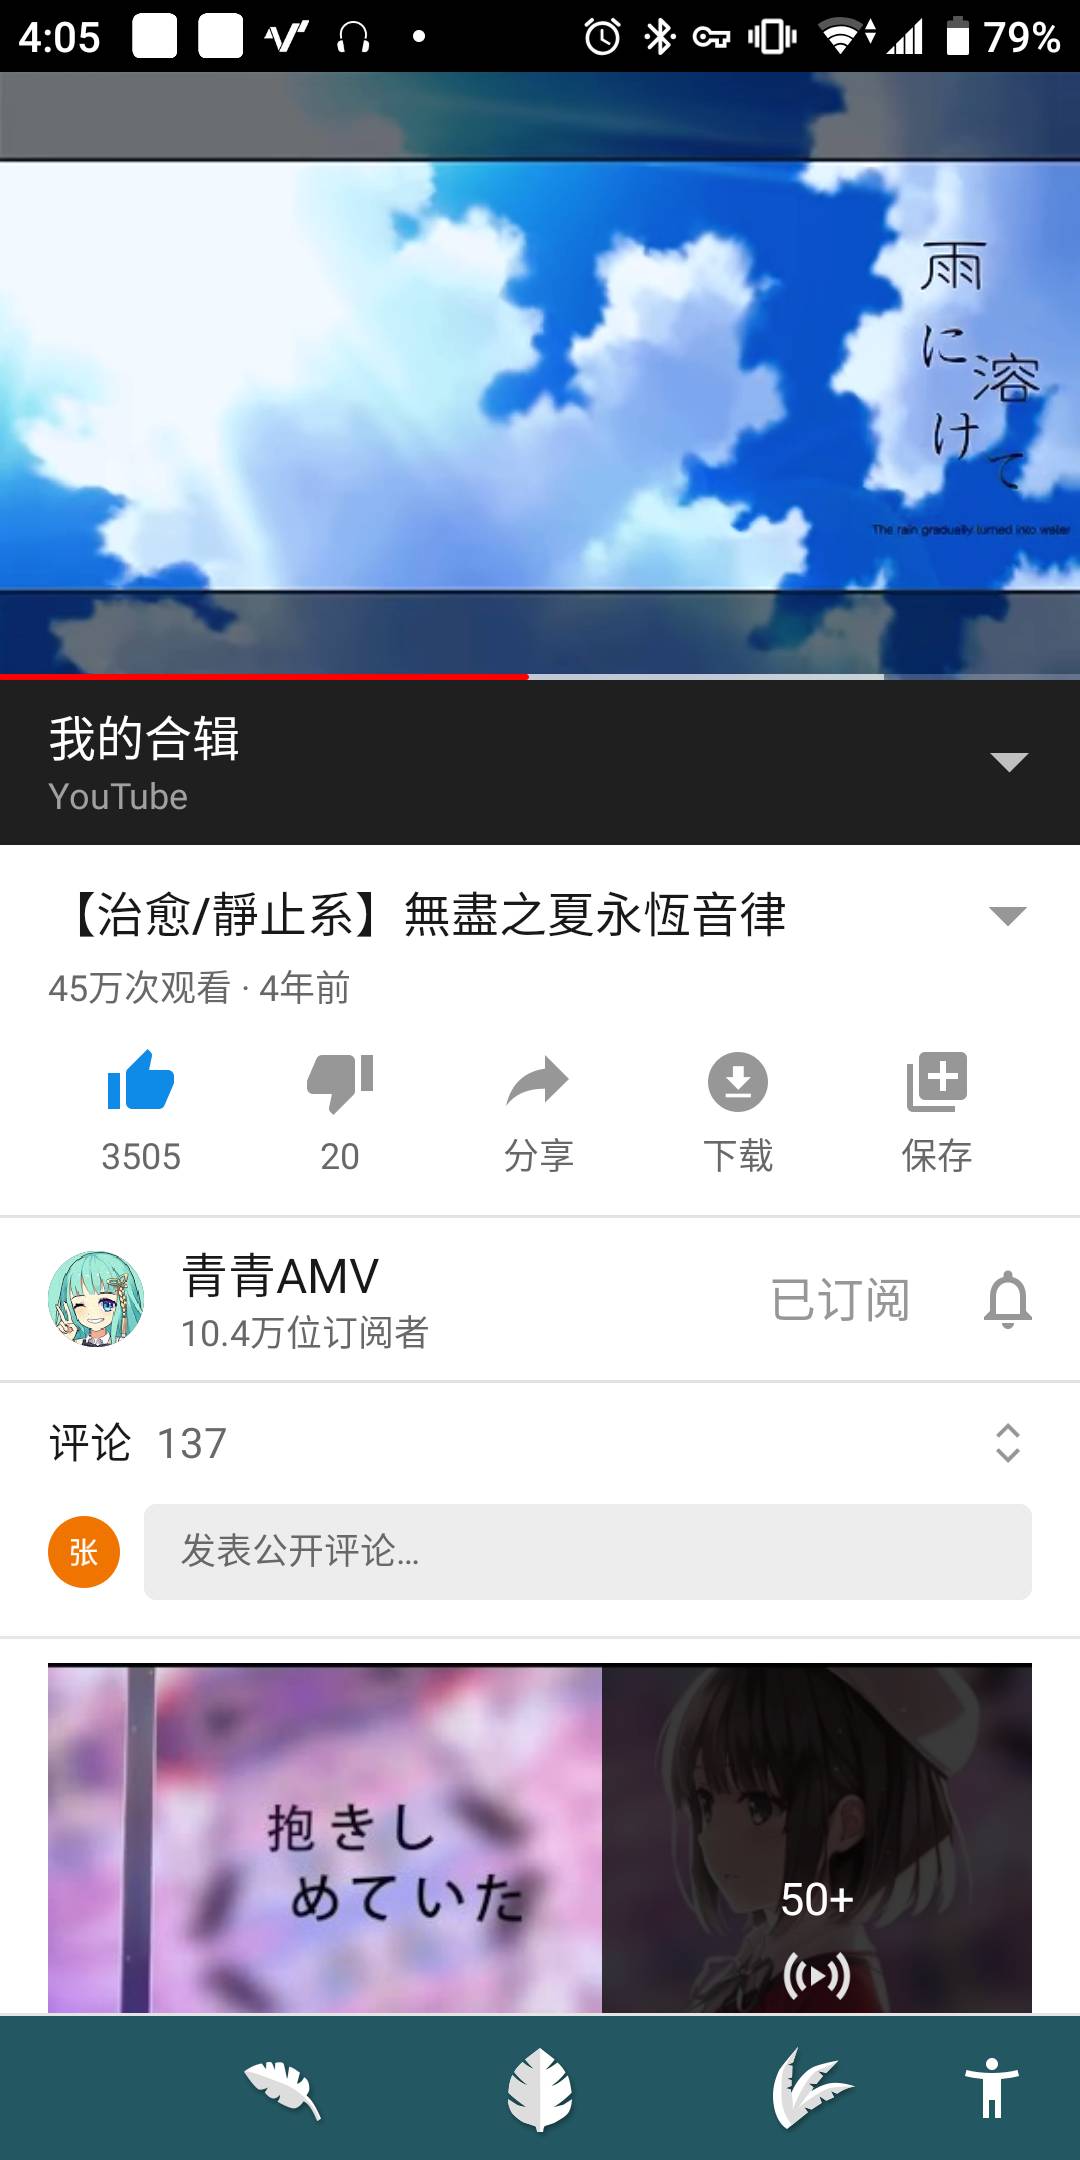 4:05
79%
雨
に溶
けて
The rain gradually turned into water
我的合辑
YouTube
【治愈/靜止系】無盡之夏永恆音律
45万次观看 · 4年前
3505
20
分享
下载
保存
青青AMV
10.4万位订阅者
已订阅
评论 137
张
发表公开评论...
抱きし
めていた
50+